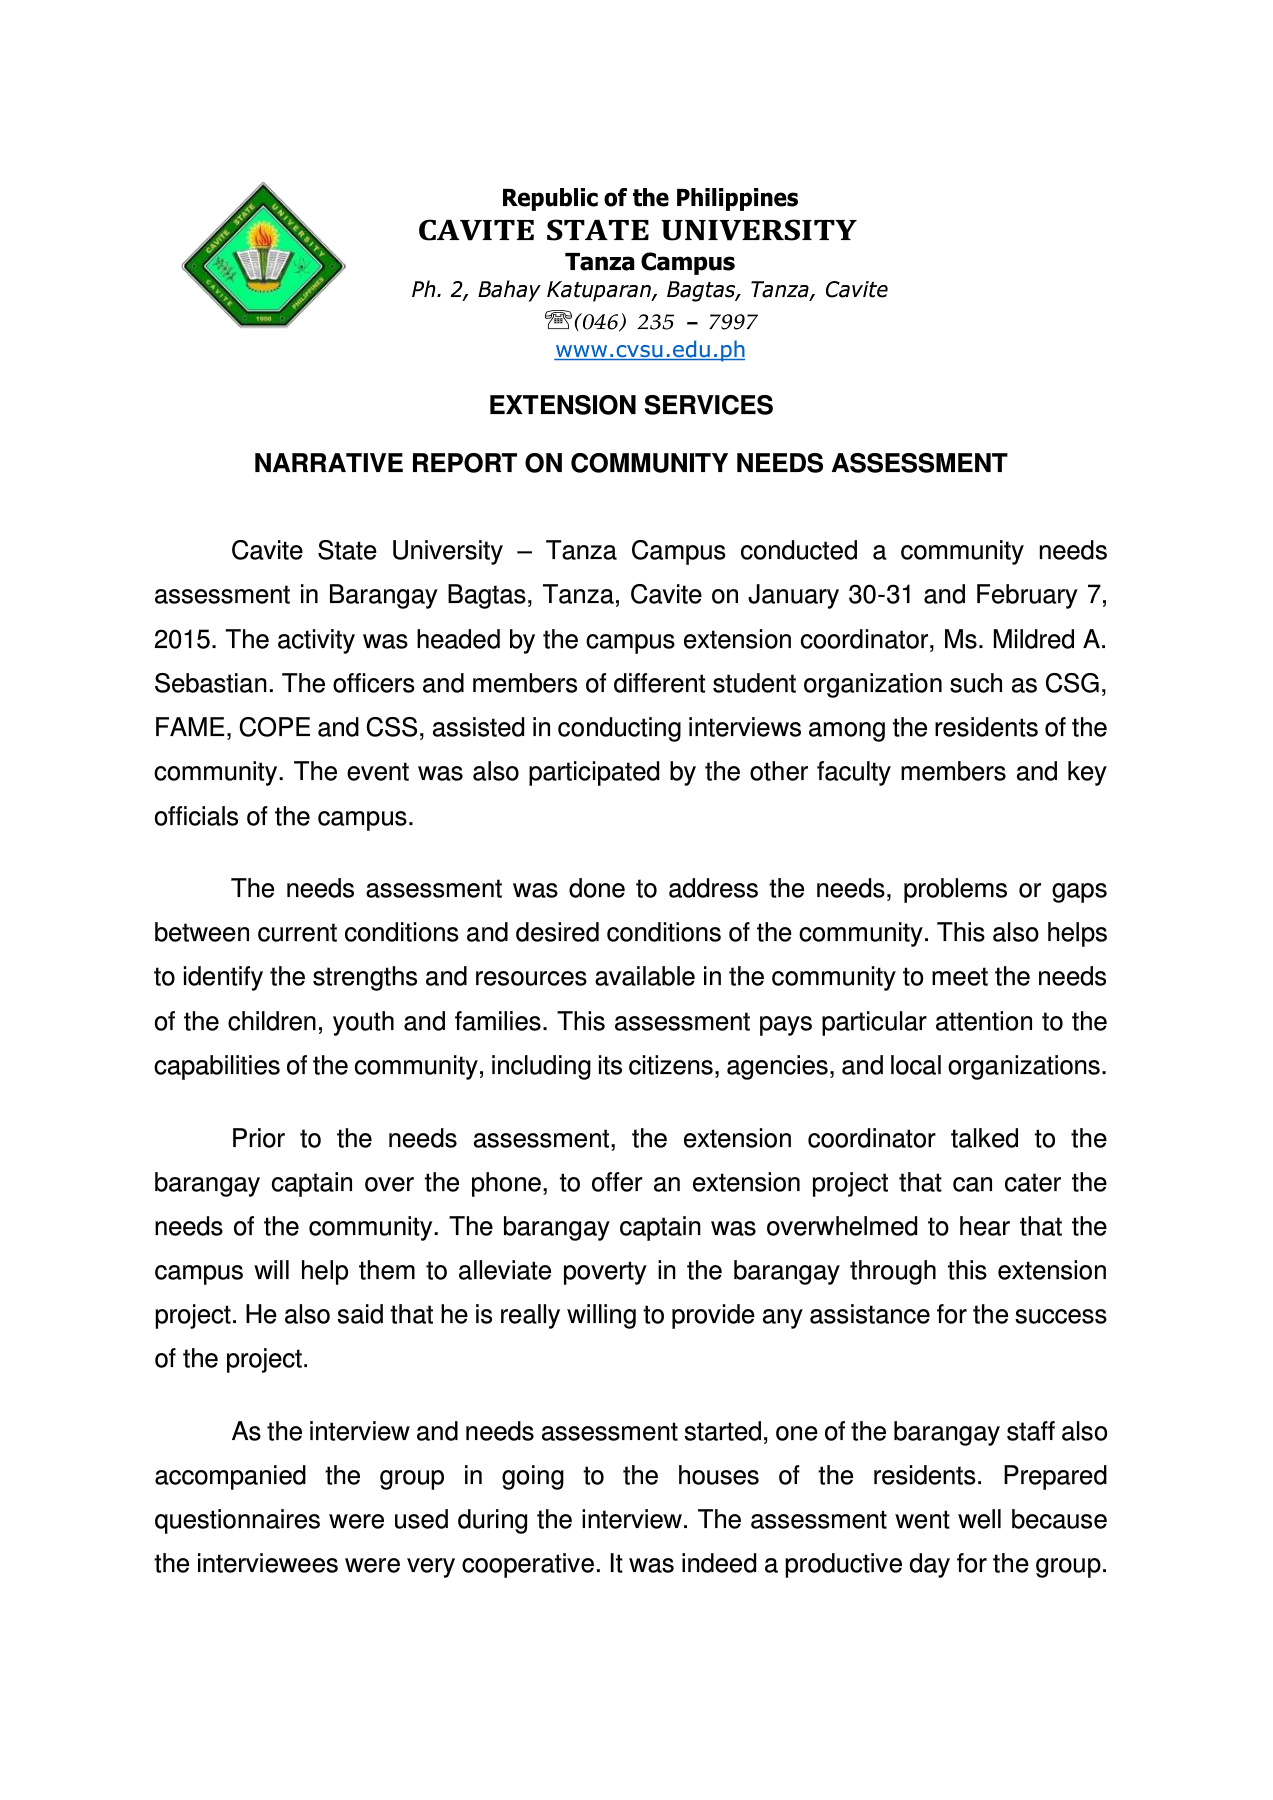 CAVITE STATE UNIVERSITY
CAVITE PHILIPPINES
1906
Republic of the Philippines
CAVITE STATE UNIVERSITY
Tanza Campus
Ph. 2, Bahay Katuparan, Bagtas, Tanza, Cavite
☏(046) 235 – 7997
www.cvsu.edu.ph
EXTENSION SERVICES
NARRATIVE REPORT ON COMMUNITY NEEDS ASSESSMENT
Cavite State University – Tanza Campus conducted a community needs
assessment in Barangay Bagtas, Tanza, Cavite on January 30-31 and February 7,
2015. The activity was headed by the campus extension coordinator, Ms. Mildred A.
Sebastian. The officers and members of different student organization such as CSG,
FAME, COPE and CSS, assisted in conducting interviews among the residents of the
community. The event was also participated by the other faculty members and key
officials of the campus.
The needs assessment was done to address the needs, problems or gaps
between current conditions and desired conditions of the community. This also helps
to identify the strengths and resources available in the community to meet the needs
of the children, youth and families. This assessment pays particular attention to the
capabilities of the community, including its citizens, agencies, and local organizations.
Prior to the needs assessment, the extension coordinator talked to the
barangay captain over the phone, to offer an extension project that can cater the
needs of the community. The barangay captain was overwhelmed to hear that the
campus will help them to alleviate poverty in the barangay through this extension
project. He also said that he is really willing to provide any assistance for the success
of the project.
As the interview and needs assessment started, one of the barangay staff also
accompanied the group in going to the houses of the residents. Prepared
questionnaires were used during the interview. The assessment went well because
the interviewees were very cooperative. It was indeed a productive day for the group.